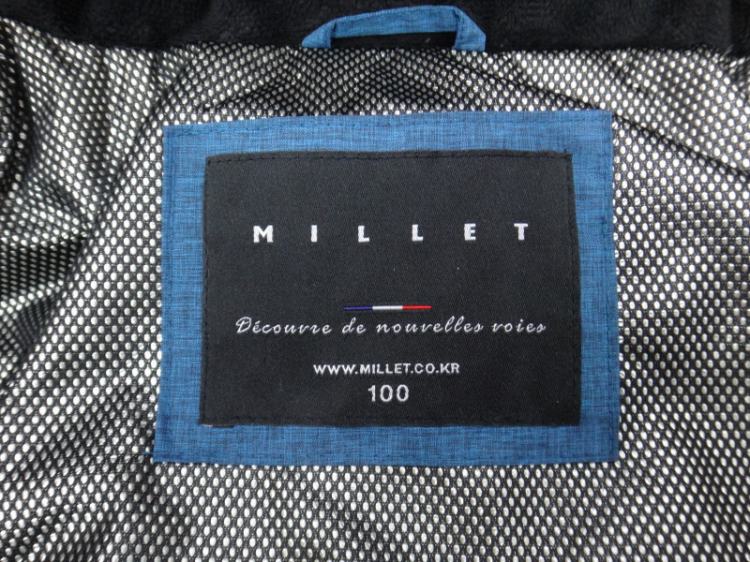 MILLET
Découvre de nouvelles voies
WWW.MILLET.CO.KR
100